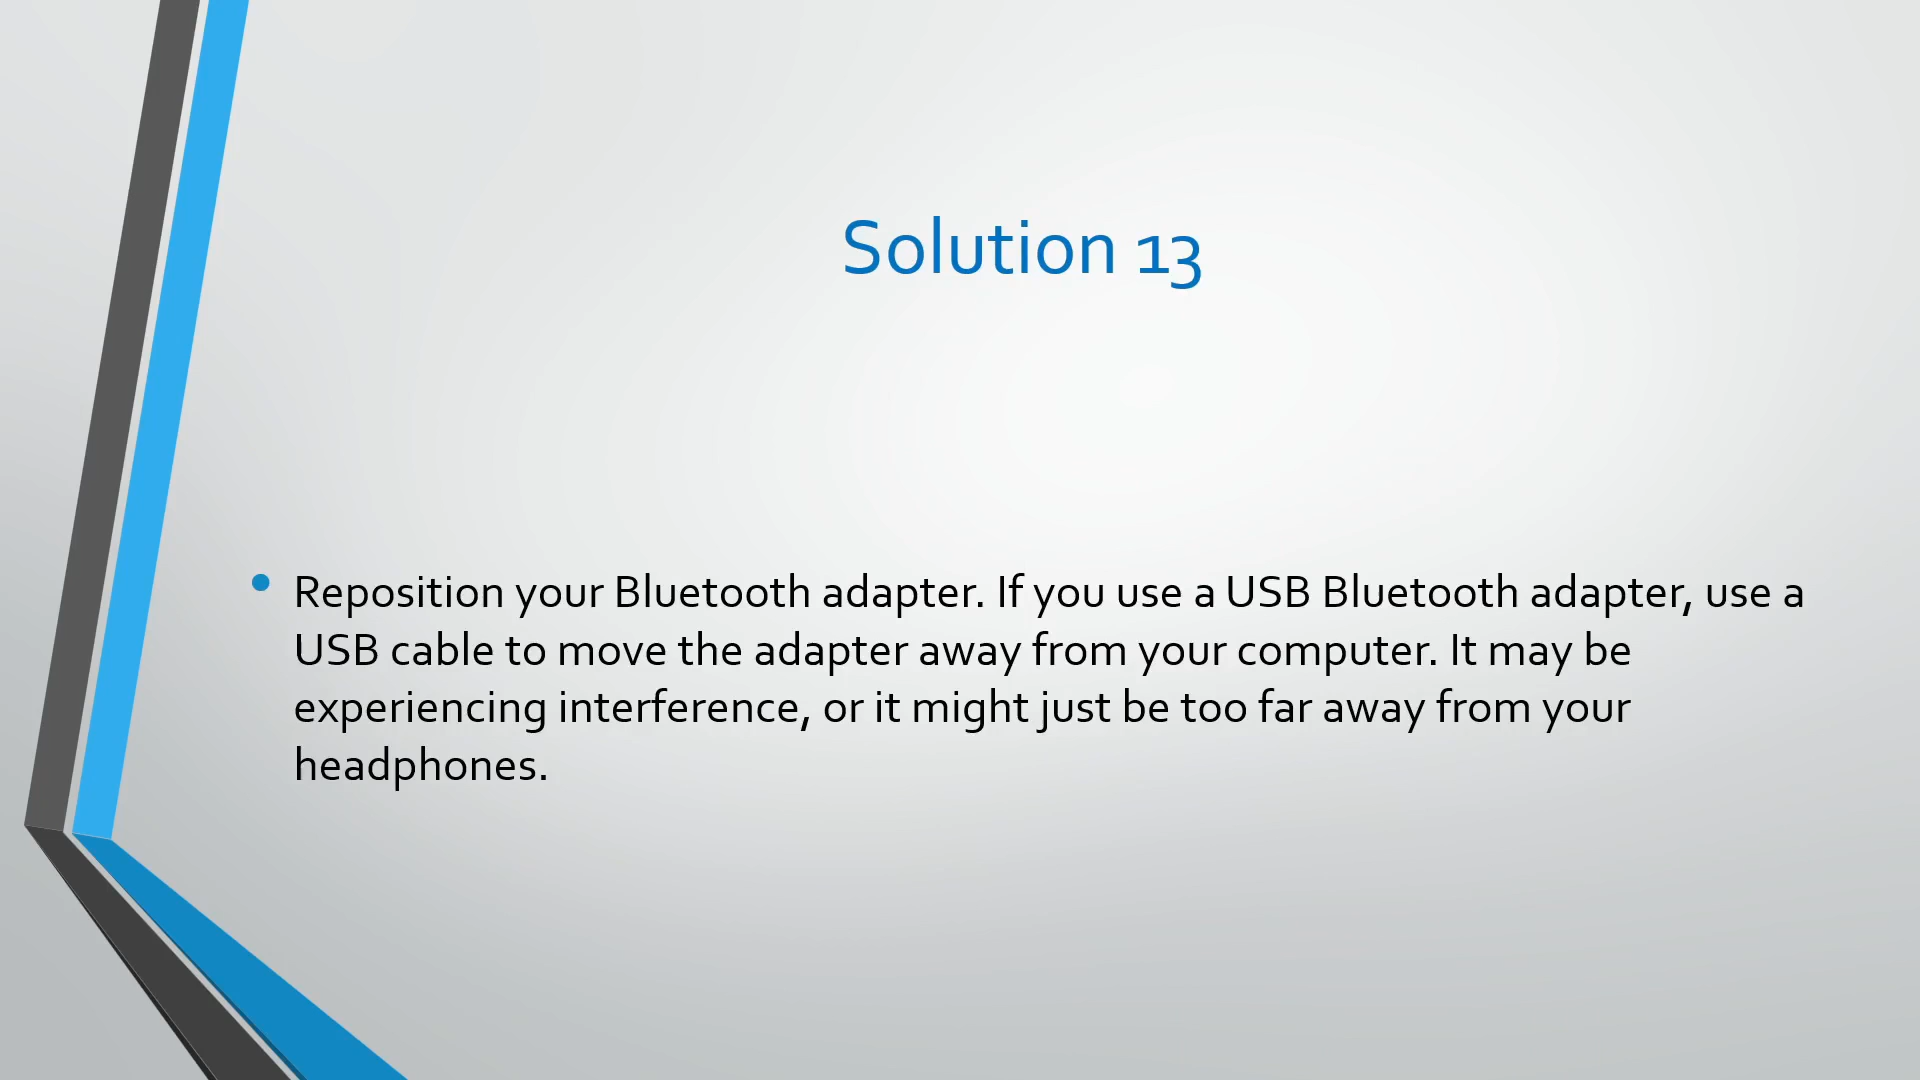 Solution 13
Reposition your Bluetooth adapter. If you use a USB Bluetooth adapter, use a
USB cable to move the adapter away from your computer. It may be
experiencing interference, or it might just be too far away from your
headphones.